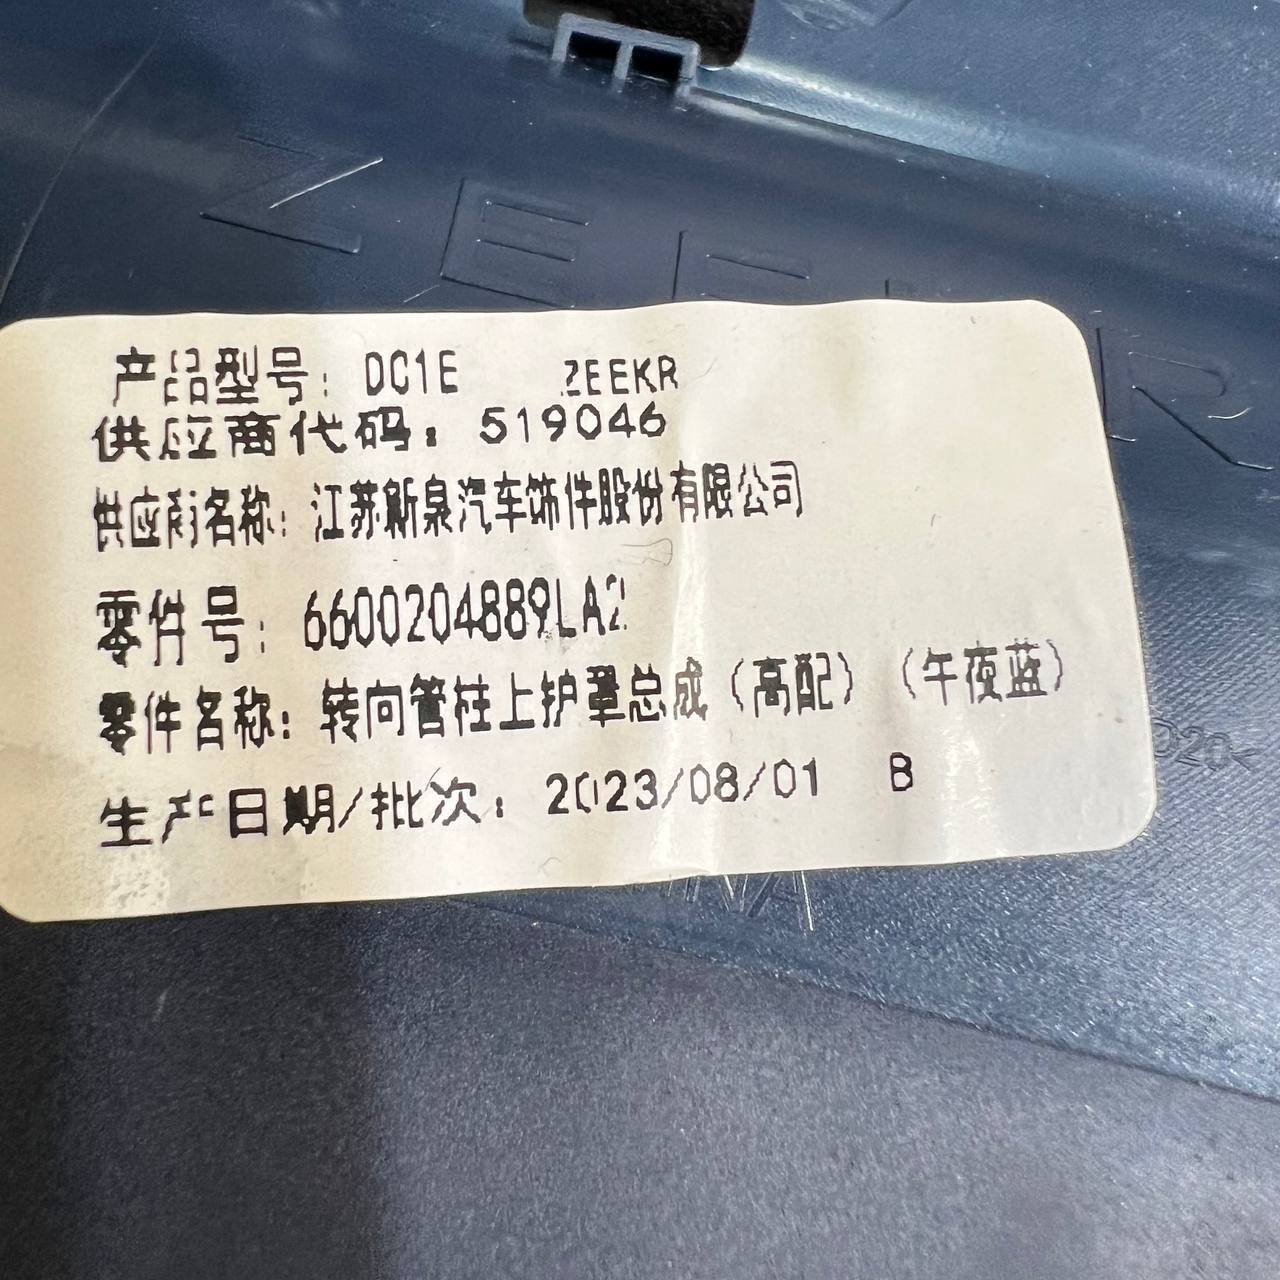 ZEEKR
产品型号：DC1E ZEEKR
供应商代码：519046
供应商名称：江苏新泉汽车饰件股份有限公司
零件号：6600204889LA2
零件名称：转向管柱上护罩总成（高配）（午夜蓝）
生产日期/批次：2023/08/01 B